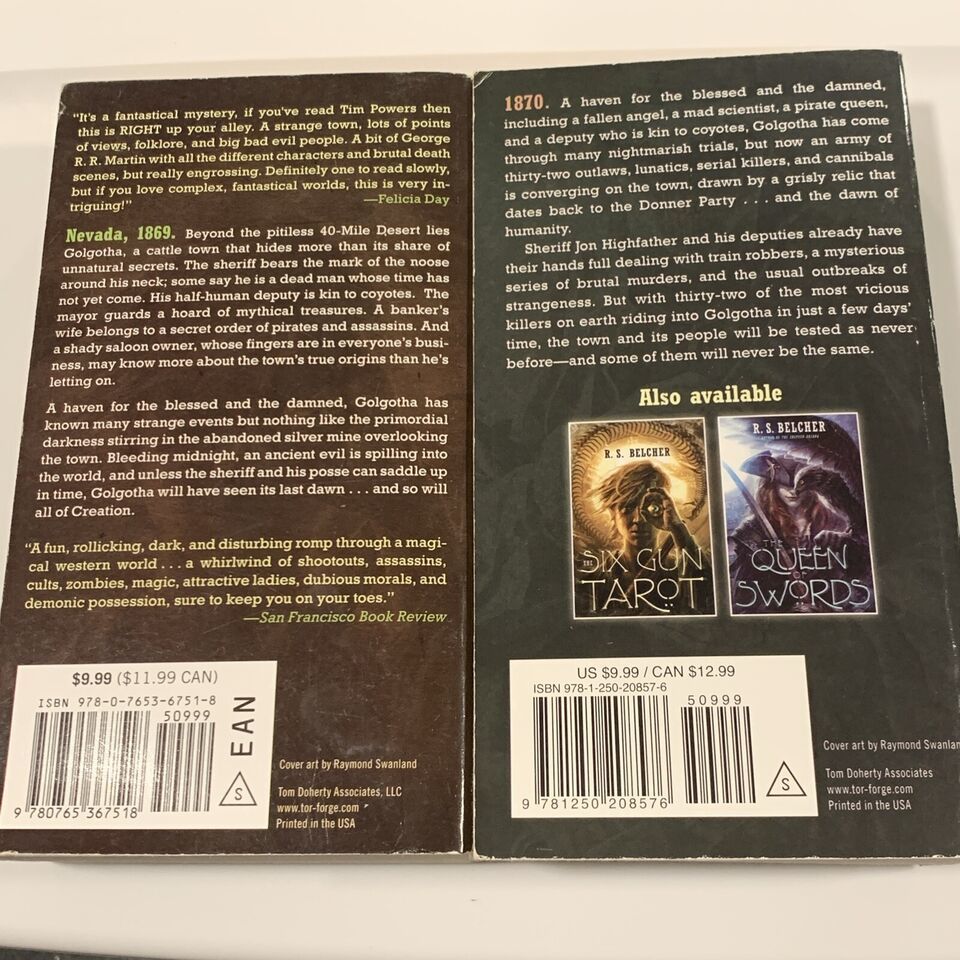 "It's a fantastical mystery, if you've read Tim Powers then
this is RIGHT up your alley. A strange town, lots of points
of views, folklore, and big bad evil people. A bit of George
R. R. Martin with all the different characters and brutal death
scenes, but really engrossing. Definitely one to read slowly,
but if you love complex, fantastical worlds, this is very in-
triguing!" —Felicia Day
Nevada, 1869. Beyond the pitiless 40-Mile Desert lies
Golgotha, a cattle town that hides more than its share of
unnatural secrets. The sheriff bears the mark of the noose
around his neck; some say he is a dead man whose time has
not yet come. His half-human deputy is kin to coyotes. The
mayor guards a hoard of mythical treasures. A banker's
wife belongs to a secret order of pirates and assassins. And
a shady saloon owner, whose fingers are in everyone's busi-
ness, may know more about the town's true origins than he's
letting on.
A haven for the blessed and the damned, Golgotha has
known many strange events but nothing like the primordial
darkness stirring in the abandoned silver mine overlooking
the town. Bleeding midnight, an ancient evil is spilling into
the world, and unless the sheriff and his posse can saddle up
in time, Golgotha will have seen its last dawn . . . and so will
all of Creation.
"A fun, rollicking, dark, and disturbing romp through a magi-
cal western world . . . a whirlwind of shootouts, assassins,
cults, zombies, magic, attractive ladies, dubious morals, and
demonic possession, sure to keep you on your toes."
—San Francisco Book Review
$9.99 ($11.99 CAN)
ISBN 978-0-7653-6751-8
50999
EAN
9 780765 367518
S
Cover art by Raymond Swanland
Tom Doherty Associates, LLC
www.tor-forge.com
Printed in the USA
1870. A haven for the blessed and the damned,
including a fallen angel, a mad scientist, a pirate queen,
and a deputy who is kin to coyotes, Golgotha has come
through many nightmarish trials, but now an army of
thirty-two outlaws, lunatics, serial killers, and cannibals
is converging on the town, drawn by a grisly relic that
dates back to the Donner Party . . . and the dawn of
humanity.
Sheriff Jon Highfather and his deputies already have
their hands full dealing with train robbers, a mysterious
series of brutal murders, and the usual outbreaks of
strangeness. But with thirty-two of the most vicious
killers on earth riding into Golgotha in just a few days'
time, the town and its people will be tested as never
before—and some of them will never be the same.
Also available
R. S. BELCHER
THE SIX GUN
TAROT
R. S. BELCHER
THE
QUEEN
OF
SWORDS
US $9.99 / CAN $12.99
ISBN 978-1-250-20857-6
50999
9 781250 208576
S
Cover art by Raymond Swanlan
Tom Doherty Associates
www.tor-forge.com
Printed in the USA